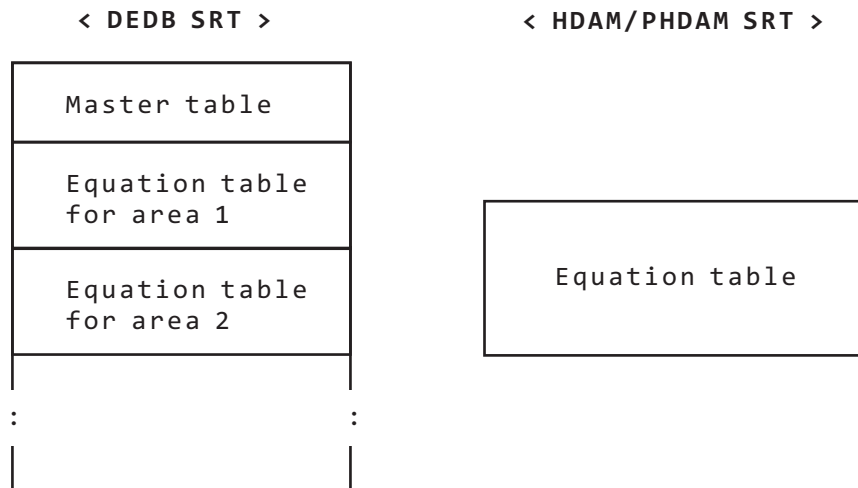 < DEDB SRT >
Master table
Equation table
for area 1
Equation table
for area 2
: :
< HDAM/PHDAM SRT >
Equation table